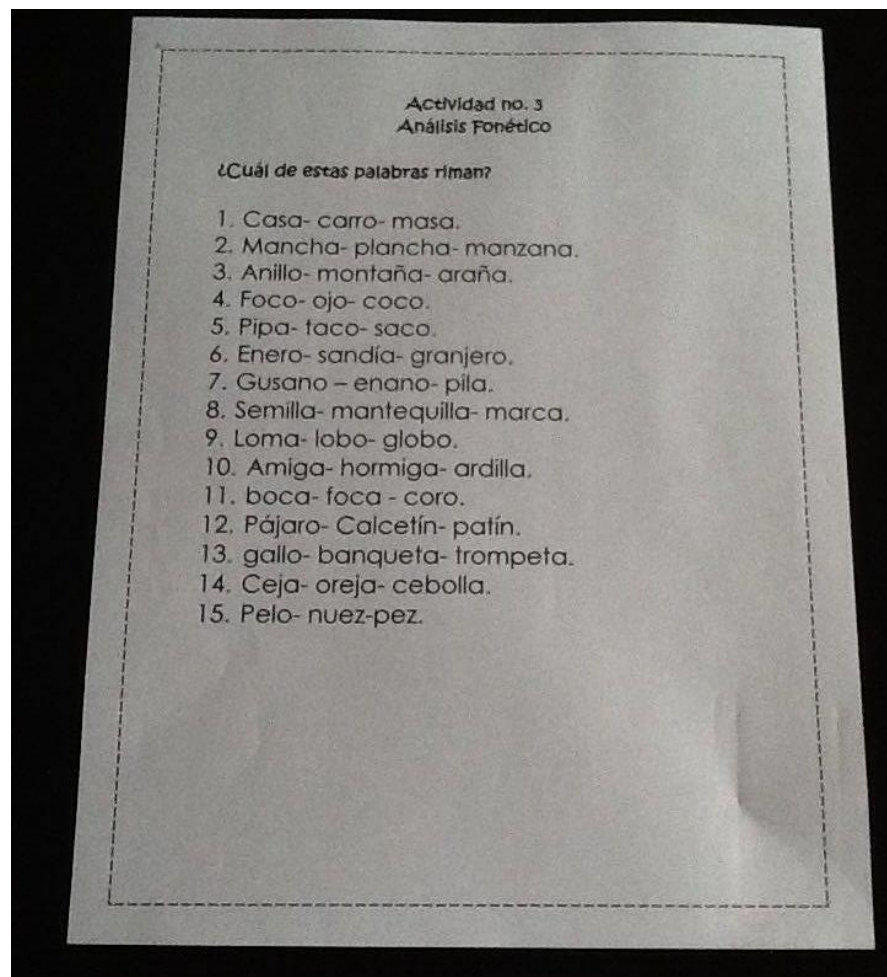 Actividad no. 3
Análisis Fonético
¿Cuál de estas palabras riman?
1. Casa- carro- masa.
2. Mancha- plancha- manzana.
3. Anillo- montaña- araña.
4. Foco- ojo- coco.
5. Pipa- taco- saco.
6. Enero- sandía- granjero.
7. Gusano – enano- pila.
8. Semilla- mantequilla- marca.
9. Loma- lobo- globo.
10. Amiga- hormiga- ardilla.
11. boca- foca - coro.
12. Pájaro- Calcetín- patín.
13. gallo- banqueta- trompeta.
14. Ceja- oreja- cebolla.
15. Pelo- nuez-pez.